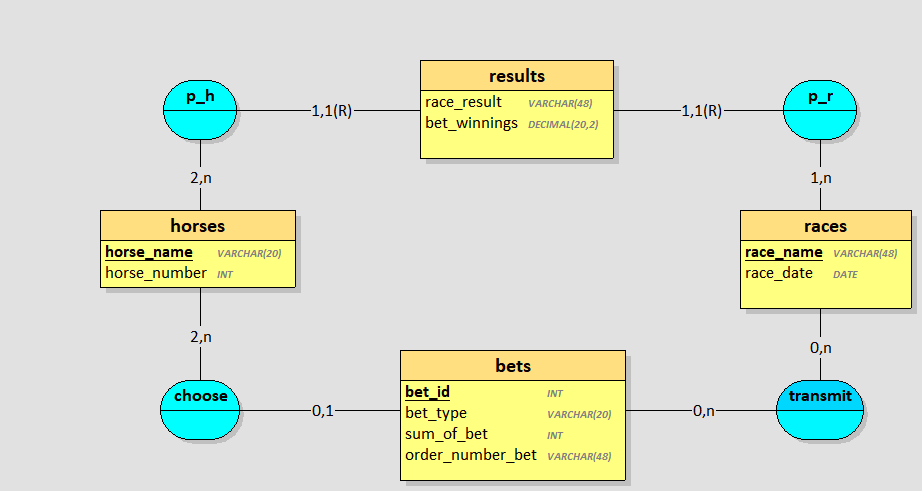 results
p_h
p_r
race_result VARCHAR(48)
1,1(R)
1,1(R)
bet_winnings DECIMAL(20,2)
2,n
1,n
horses
races
horse_name VARCHAR(20)
race_name VARCHAR(48)
horse_number INT
race_date DATE
2,n
0,n
bets
choose
bet_id INT
transmit
0,1
bet_type VARCHAR(20)
0,n
sum_of_bet INT
order_number_bet VARCHAR(48)